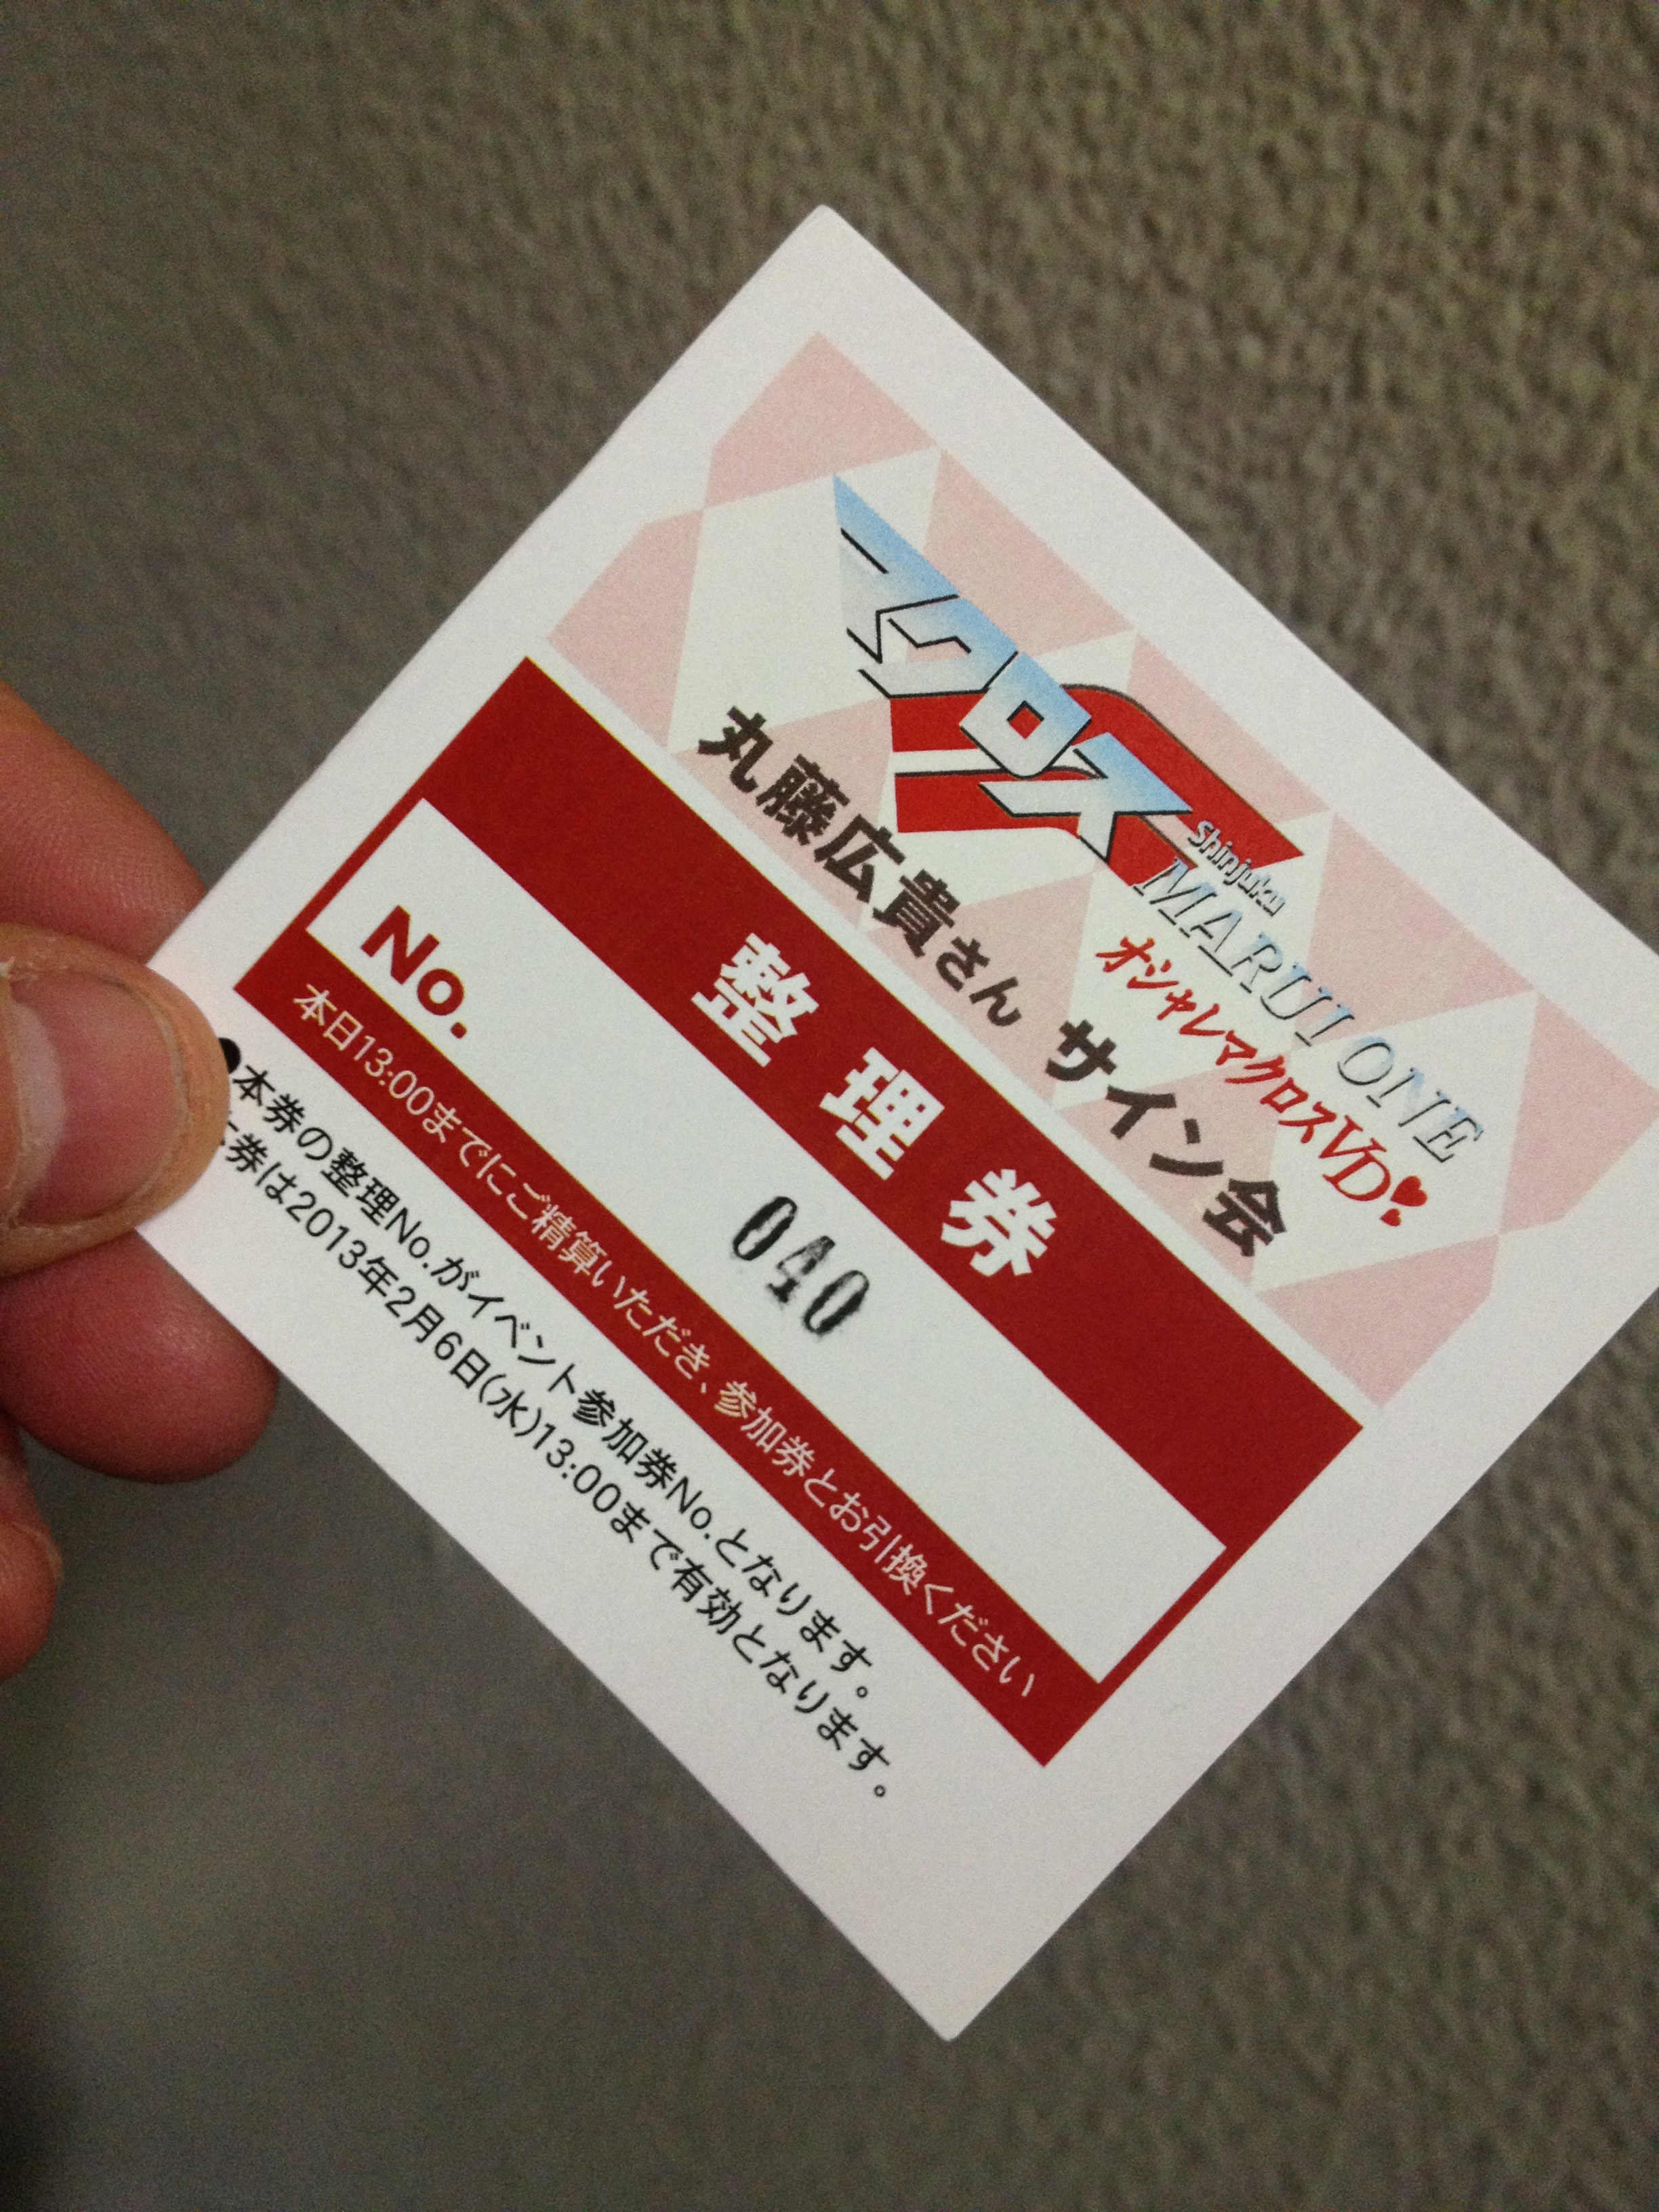 マクロス
Shinjuku
MARUI ONE
オシャレマクロスVD
丸藤広貴さん サイン会
整理券
No. 040
本日13:00までにご精算いただき、参加券とお引換ください
●本券の整理No.がイベント参加券No.となります。
券は2013年2月6日(水)13:00まで有効となります。